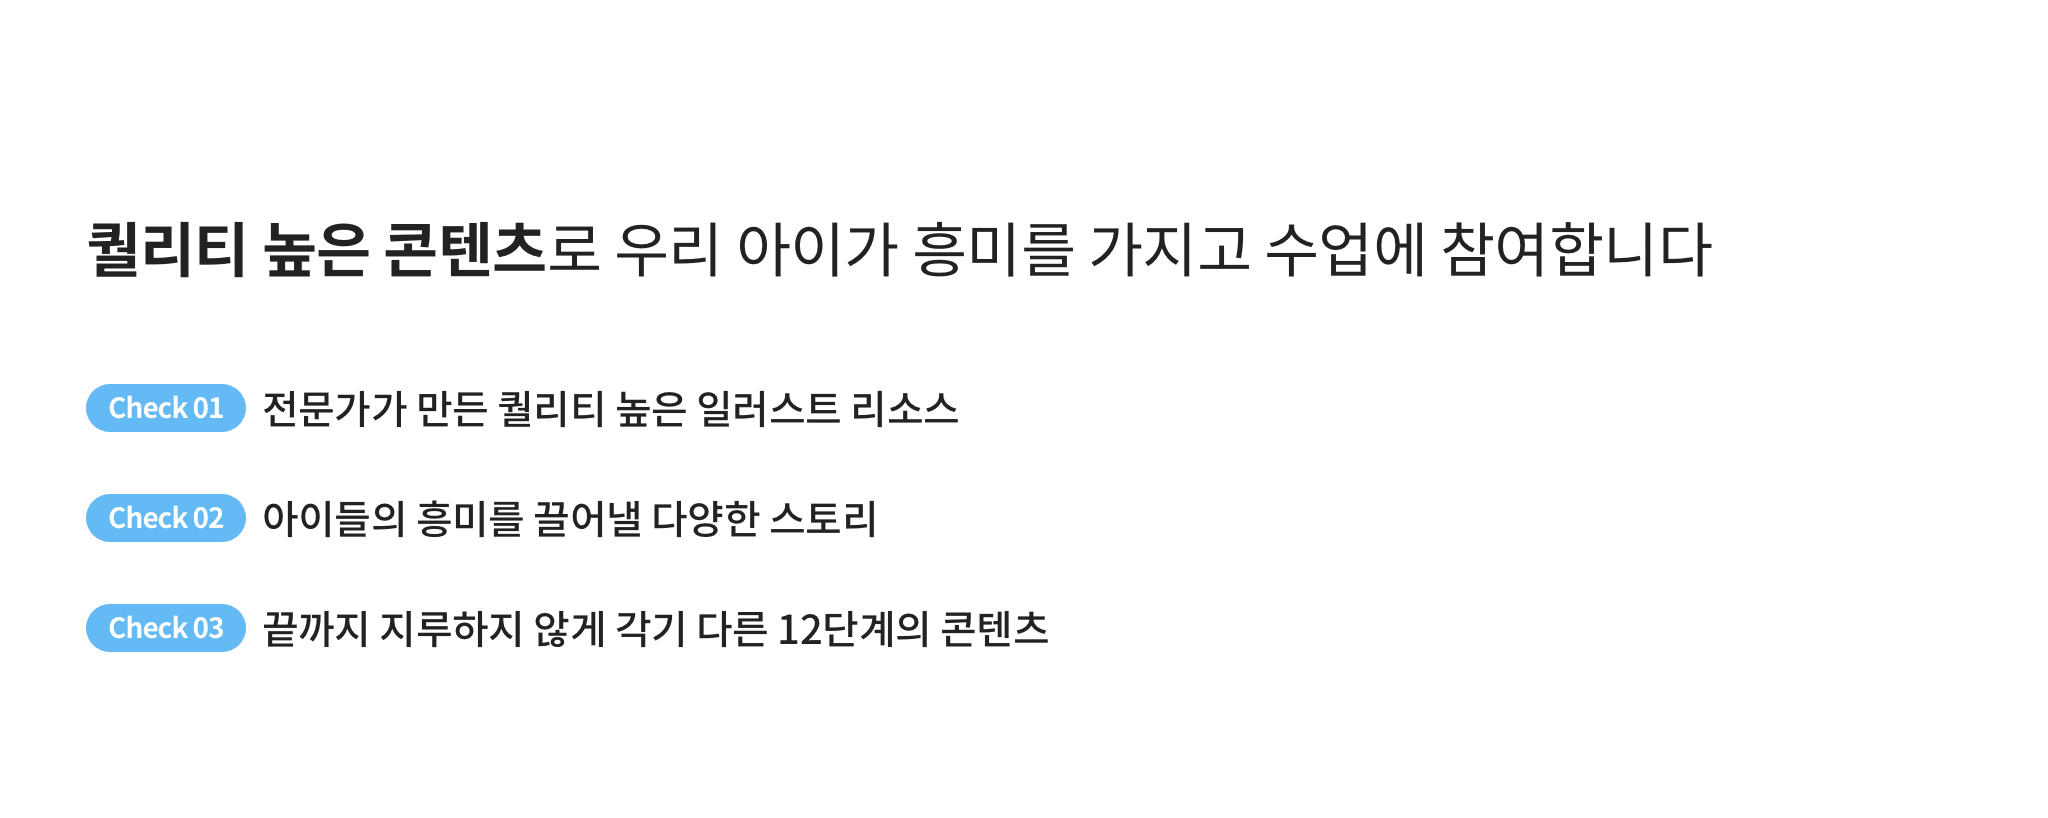 퀄리티 높은 콘텐츠로 우리 아이가 흥미를 가지고 수업에 참여합니다
Check 01 전문가가 만든 퀄리티 높은 일러스트 리소스
Check 02 아이들의 흥미를 끌어낼 다양한 스토리
Check 03 끝까지 지루하지 않게 각기 다른 12단계의 콘텐츠